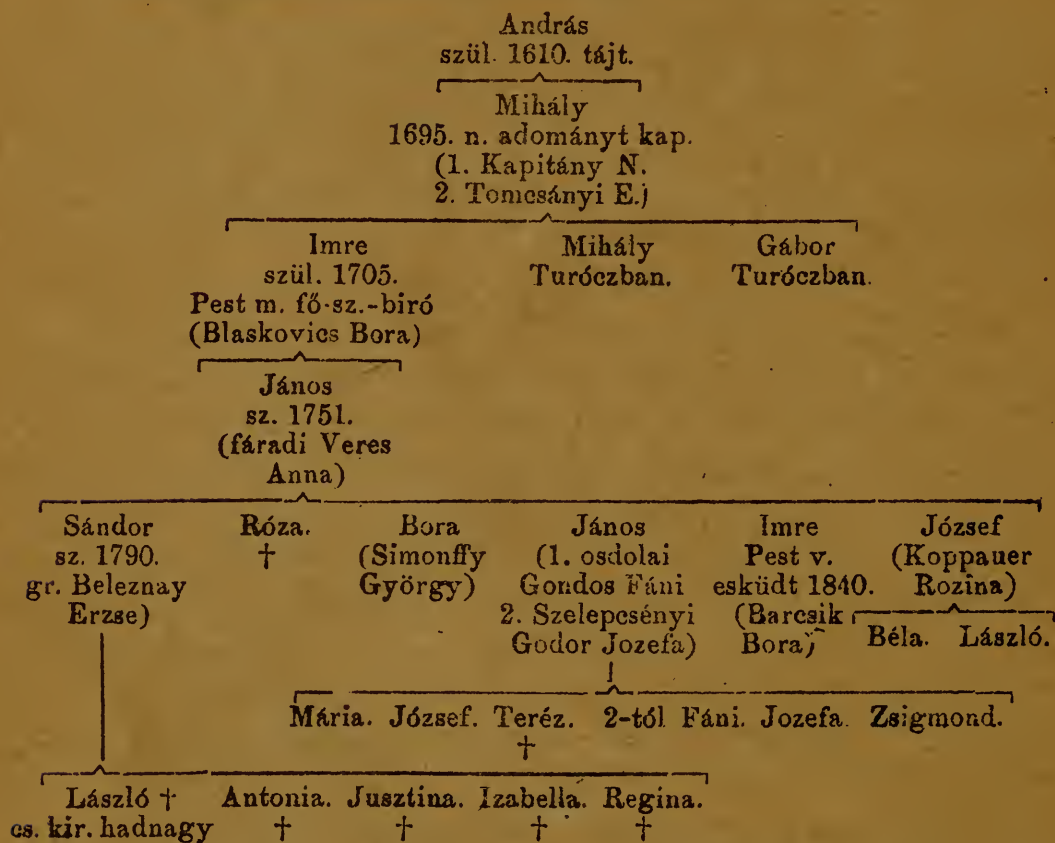 András
szül. 1610. tájt.
Mihály
1695. n. adományt kap.
(1. Kapitány N.
2. Tomcsányi E.)
Imre Mihály Gábor
szül. 1705. Turóczban. Turóczban.
Pest m. fő-sz.-biró
(Blaskovics Bora)
János
sz. 1751.
(fáradi Veres
Anna)
Sándor Róza. Bora János Imre József
sz. 1790. † (Simonffy (1. osdolai Pest v. (Koppauer
gr. Beleznay György) Gondos Fáni esküdt 1840. Rozina)
Erzse) 2. Szelepcsényi (Barcsik Béla. László.
Godor Jozefa) Bora)
Mária. József. Teréz. 2-tól Fáni. Jozefa. Zsigmond.
†
László † Antonia. Jusztina. Izabella. Regina.
cs. kir. hadnagy † † † †